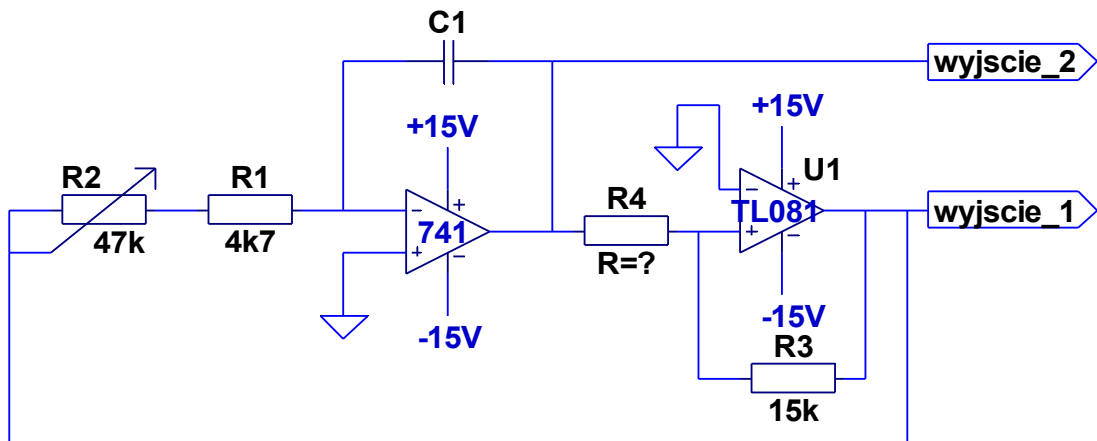 C1
wyjscie_2
+15V
+15V
R2
R1
U1
R4
741
TL081
wyjscie_1
47k
4k7
R=?
-15V
-15V
R3
15k